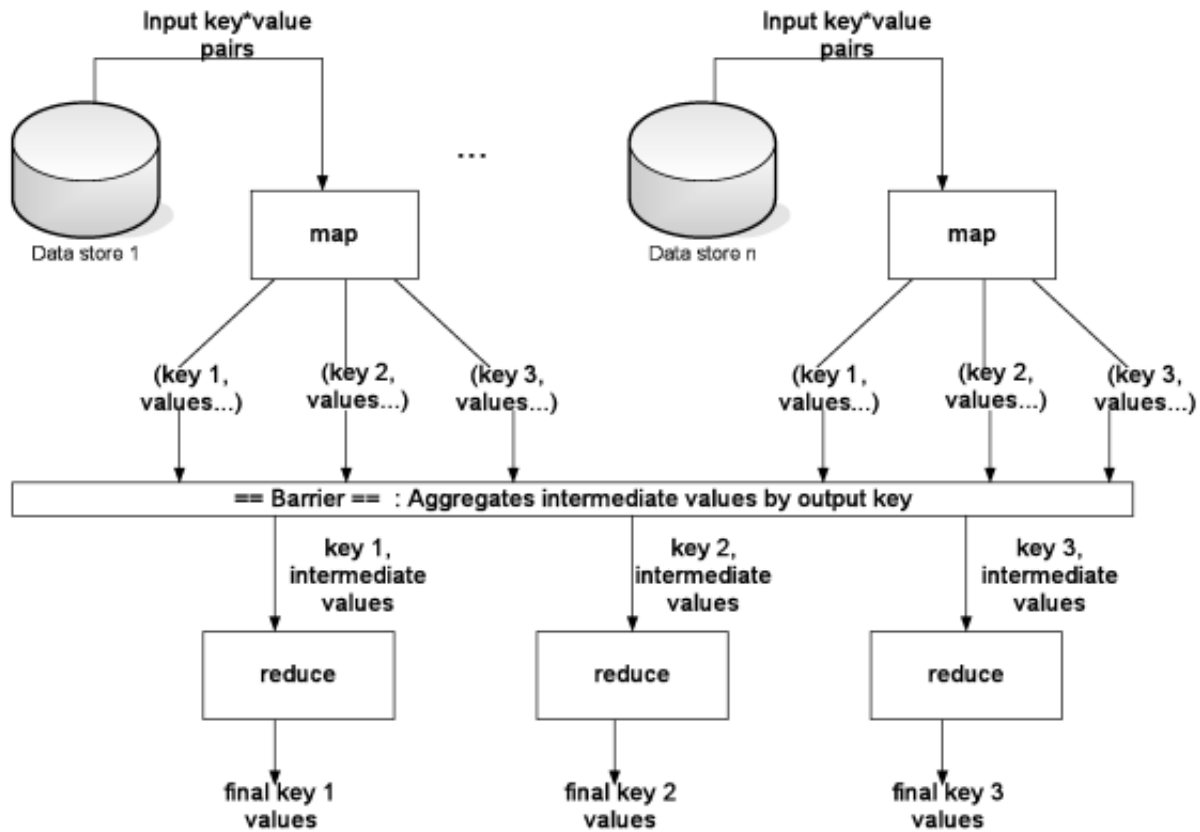 Input key*value
pairs
Input key*value
pairs
...
Data store 1
map
Data store n
map
(key 1,
values...)
(key 2,
values...)
(key 3,
values...)
(key 1,
values...)
(key 2,
values...)
(key 3,
values...)
== Barrier == : Aggregates intermediate values by output key
key 1,
intermediate
values
key 2,
intermediate
values
key 3,
intermediate
values
reduce
reduce
reduce
final key 1
values
final key 2
values
final key 3
values